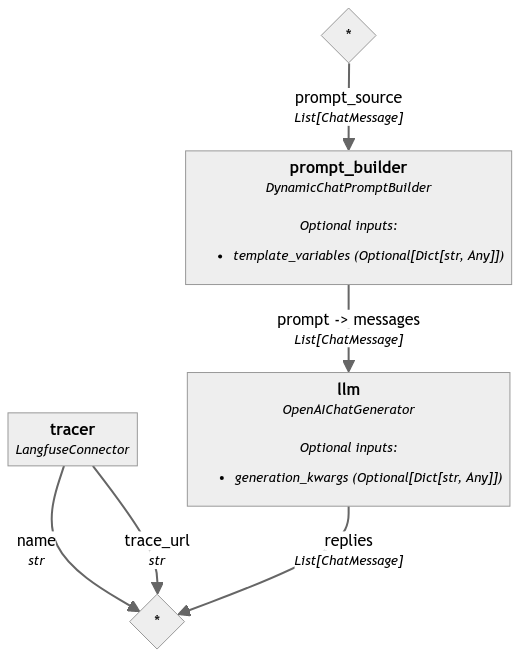 *
prompt_source
List[ChatMessage]
prompt_builder
DynamicChatPromptBuilder
Optional inputs:
• template_variables (Optional[Dict[str, Any]])
prompt -> messages
List[ChatMessage]
llm
OpenAIChatGenerator
Optional inputs:
• generation_kwargs (Optional[Dict[str, Any]])
tracer
LangfuseConnector
name
str
trace_url
str
replies
List[ChatMessage]
*